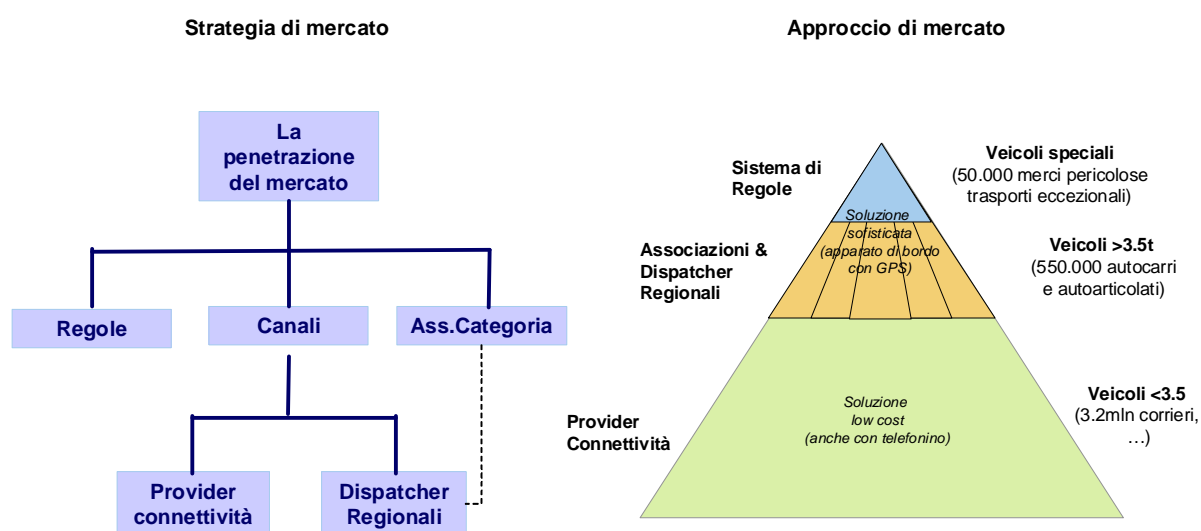 Strategia di mercato
La
penetrazione
del mercato
Regole
Canali
Ass.Categoria
Provider
connettività
Dispatcher
Regionali
Approccio di mercato
Sistema di
Regole
Veicoli speciali
(50.000 merci pericolose
trasporti eccezionali)
Soluzione
sofisticata
(apparato di bordo
con GPS)
Associazioni &
Dispatcher
Regionali
Veicoli >3.5t
(550.000 autocarri
e autoarticolati)
Soluzione
low cost
(anche con telefonino)
Provider
Connettività
Veicoli <3.5
(3.2mln corrieri,
…)